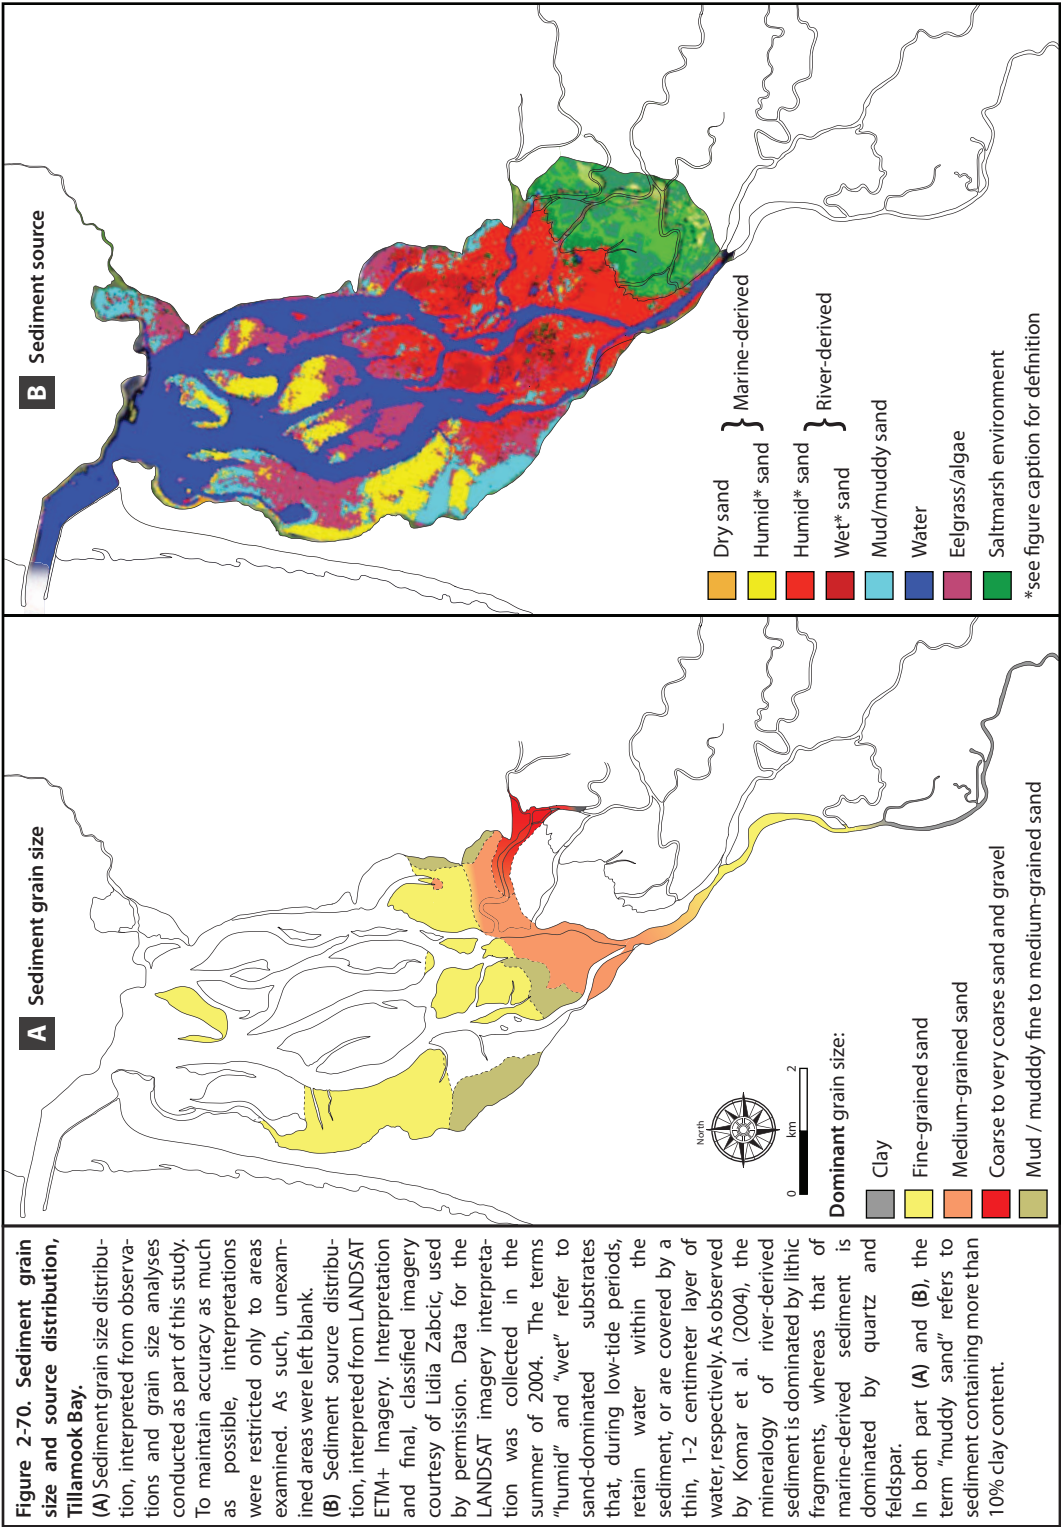 Figure 2-70. Sediment grain
size and source distribution,
Tillamook Bay.
(A) Sediment grain size distribu-
tion, interpreted from observa-
tions and grain size analyses
conducted as part of this study.
To maintain accuracy as much
as possible, interpretations
were restricted only to areas
examined. As such, unexam-
ined areas were left blank.
(B) Sediment source distribu-
tion, interpreted from LANDSAT
ETM+ Imagery. Interpretation
and final, classified imagery
courtesy of Lidia Zabcic, used
by permission. Data for the
LANDSAT imagery interpreta-
tion was collected in the
summer of 2004. The terms
“humid” and “wet” refer to
sand-dominated substrates
that, during low-tide periods,
retain water within the
sediment, or are covered by a
thin, 1-2 centimeter layer of
water, respectively. As observed
by Komar et al. (2004), the
mineralogy of river-derived
sediment is dominated by lithic
fragments, whereas that of
marine-derived sediment is
dominated by quartz and
feldspar.
In both part (A) and (B), the
term “muddy sand” refers to
sediment containing more than
10% clay content.
A Sediment grain size
North
0 km 2
Dominant grain size:
Clay
Fine-grained sand
Medium-grained sand
Coarse to very coarse sand and gravel
Mud / mudddy fine to medium-grained sand
B Sediment source
Dry sand
Humid* sand
} Marine-derived
Humid* sand
Wet* sand
} River-derived
Mud/muddy sand
Water
Eelgrass/algae
Saltmarsh environment
*see figure caption for definition